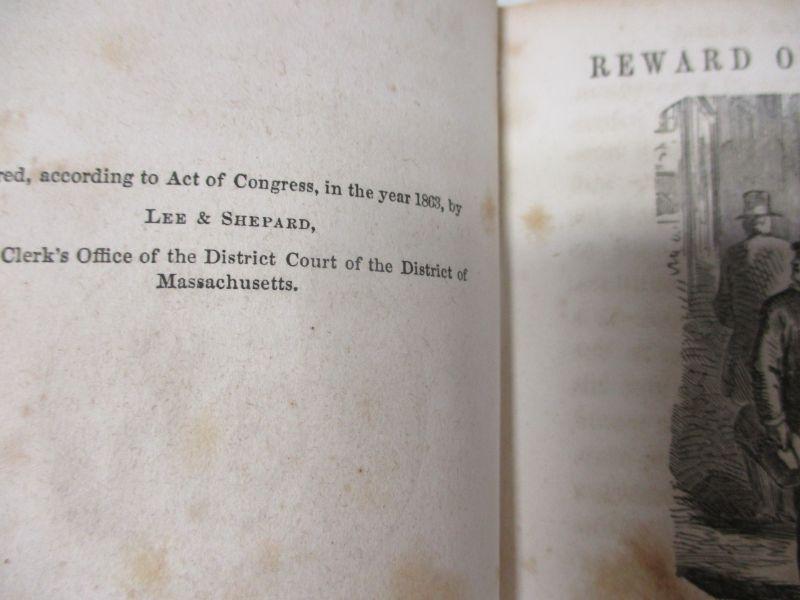 red, according to Act of Congress, in the year 1863, by
LEE & SHEPARD,
Clerk's Office of the District Court of the District of
Massachusetts.
REWARD O